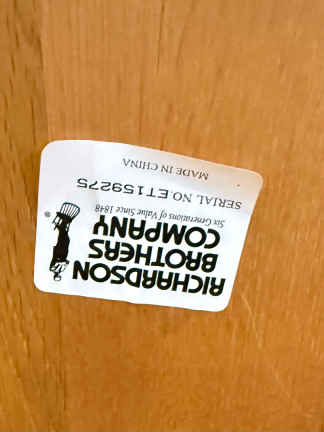 RICHARDSON
BROTHERS
COMPANY
Six Generations of Value Since 1848
SERIAL NO.ET159275
MADE IN CHINA
®